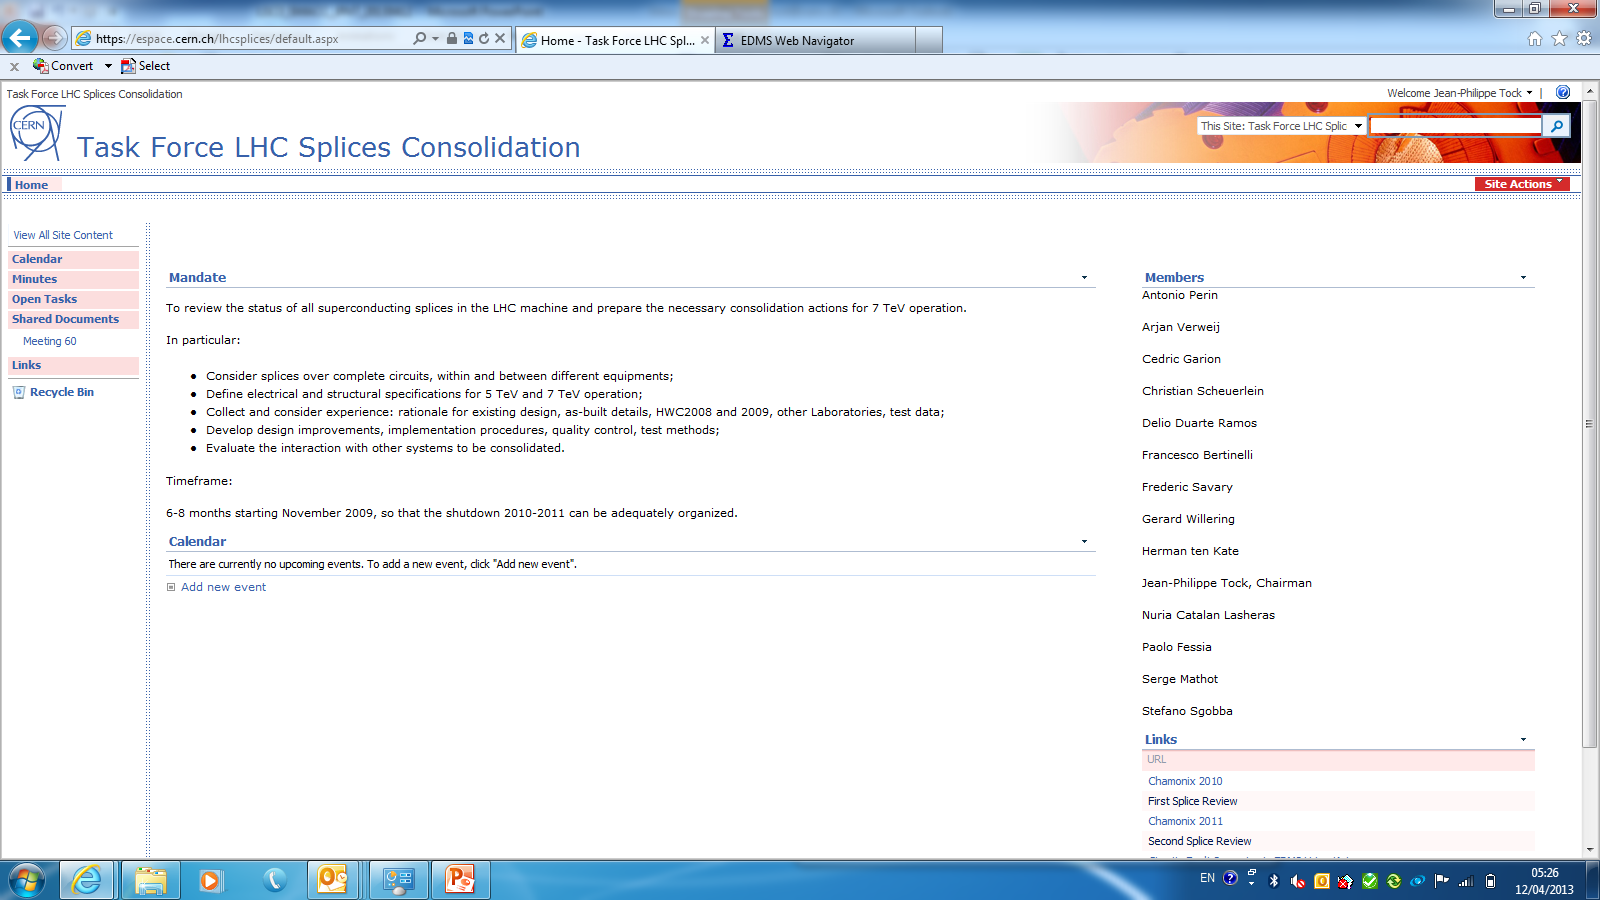 https://espace.cern.ch/lhcsplices/default.aspx
Home - Task Force LHC Spl...
EDMS Web Navigator
x Convert Select
Task Force LHC Splices Consolidation
Welcome Jean-Philippe Tock
CERN
Task Force LHC Splices Consolidation
This Site: Task Force LHC Splic
Home
Site Actions
View All Site Content
Calendar
Minutes
Open Tasks
Shared Documents
Meeting 60
Links
Recycle Bin
Mandate
To review the status of all superconducting splices in the LHC machine and prepare the necessary consolidation actions for 7 TeV operation.
In particular:
• Consider splices over complete circuits, within and between different equipments;
• Define electrical and structural specifications for 5 TeV and 7 TeV operation;
• Collect and consider experience: rationale for existing design, as-built details, HWC2008 and 2009, other Laboratories, test data;
• Develop design improvements, implementation procedures, quality control, test methods;
• Evaluate the interaction with other systems to be consolidated.
Timeframe:
6-8 months starting November 2009, so that the shutdown 2010-2011 can be adequately organized.
Calendar
There are currently no upcoming events. To add a new event, click "Add new event".
Add new event
Members
Antonio Perin
Arjan Verweij
Cedric Garion
Christian Scheuerlein
Delio Duarte Ramos
Francesco Bertinelli
Frederic Savary
Gerard Willering
Herman ten Kate
Jean-Philippe Tock, Chairman
Nuria Catalan Lasheras
Paolo Fessia
Serge Mathot
Stefano Sgobba
Links
URL
Chamonix 2010
First Splice Review
Chamonix 2011
Second Splice Review
EN
05:26
12/04/2013